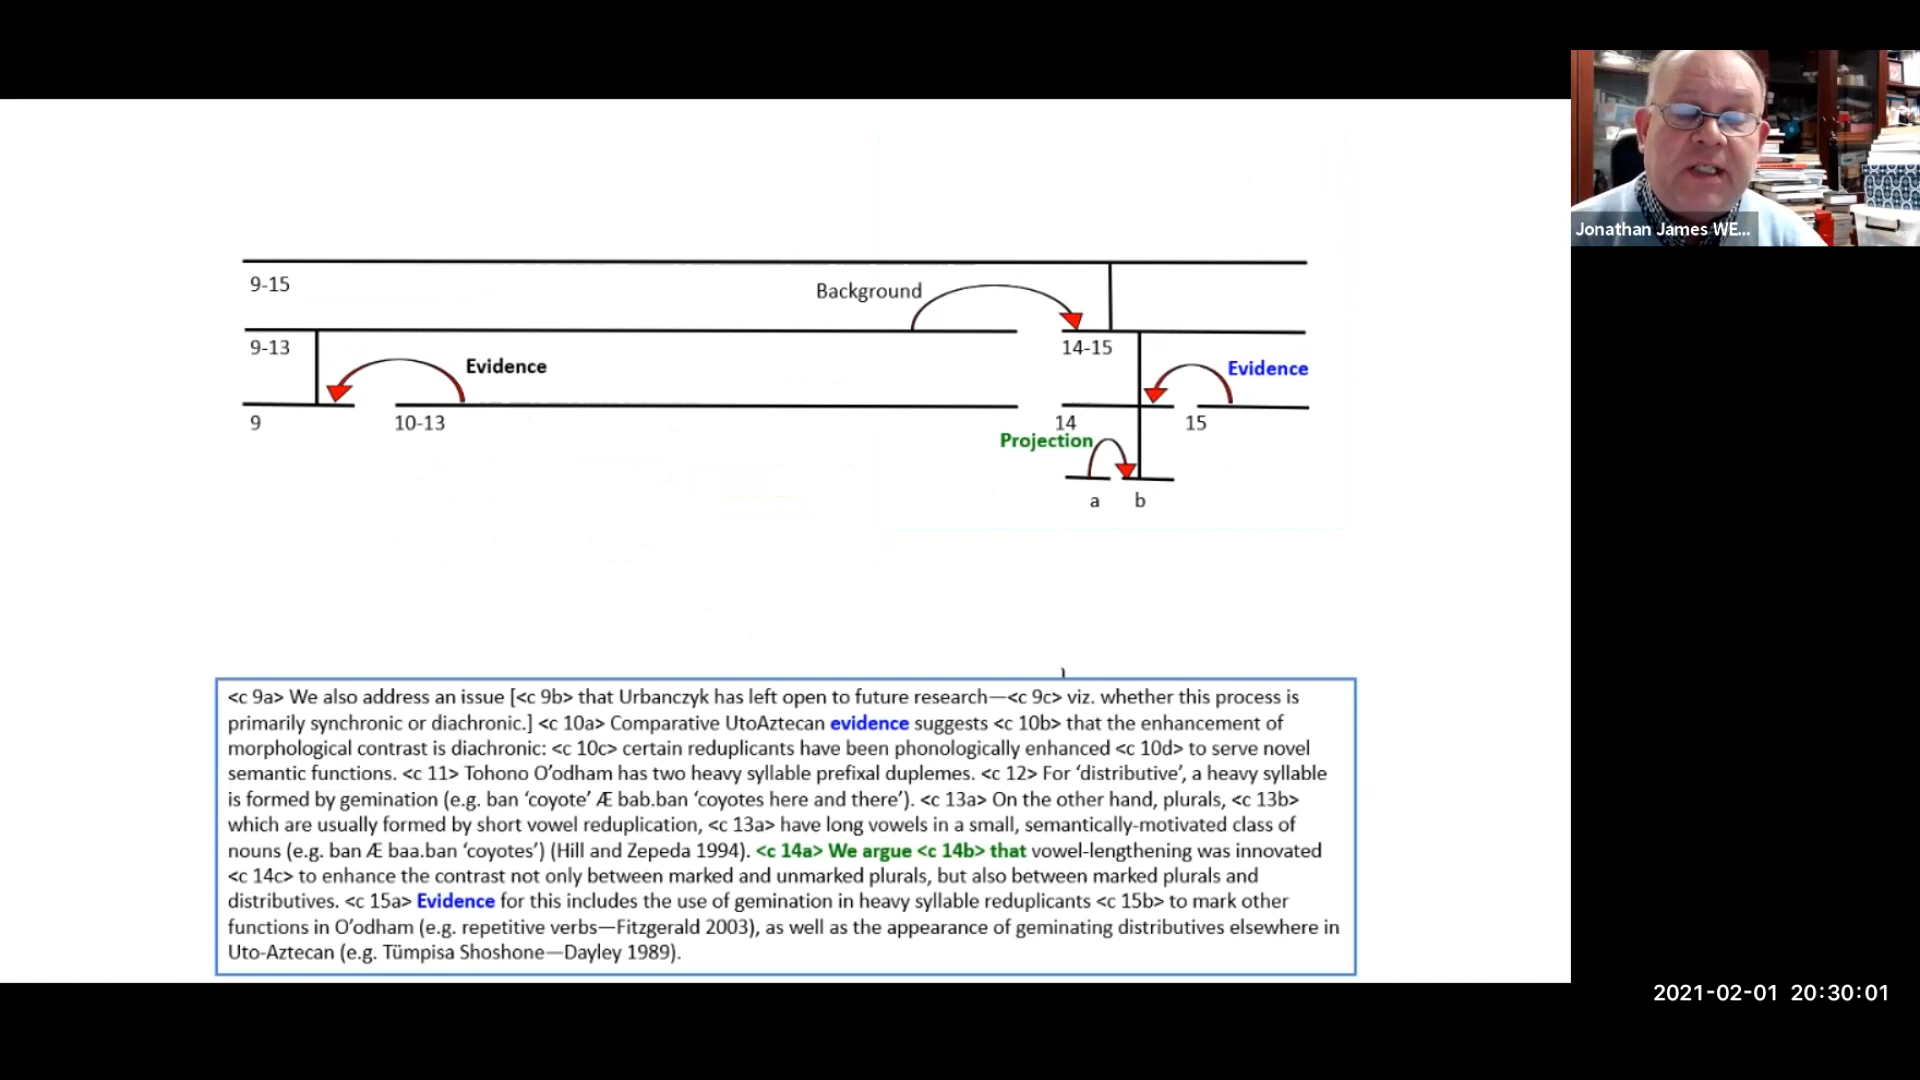 Jonathan James WE...
9-15
Background
9-13
Evidence
14-15
Evidence
9
10-13
14
15
Projection
a
b
<c 9a> We also address an issue [<c 9b> that Urbanczyk has left open to future research—<c 9c> viz. whether this process is
primarily synchronic or diachronic.] <c 10a> Comparative UtoAztecan evidence suggests <c 10b> that the enhancement of
morphological contrast is diachronic: <c 10c> certain reduplicants have been phonologically enhanced <c 10d> to serve novel
semantic functions. <c 11> Tohono O’odham has two heavy syllable prefixal duplemes. <c 12> For ‘distributive’, a heavy syllable
is formed by gemination (e.g. ban ‘coyote’ Æ bab.ban ‘coyotes here and there’). <c 13a> On the other hand, plurals, <c 13b>
which are usually formed by short vowel reduplication, <c 13a> have long vowels in a small, semantically-motivated class of
nouns (e.g. ban Æ baa.ban ‘coyotes’) (Hill and Zepeda 1994). <c 14a> We argue <c 14b> that vowel-lengthening was innovated
<c 14c> to enhance the contrast not only between marked and unmarked plurals, but also between marked plurals and
distributives. <c 15a> Evidence for this includes the use of gemination in heavy syllable reduplicants <c 15b> to mark other
functions in O’odham (e.g. repetitive verbs—Fitzgerald 2003), as well as the appearance of geminating distributives elsewhere in
Uto-Aztecan (e.g. Tümpisa Shoshone—Dayley 1989).
2021-02-01 20:30:01